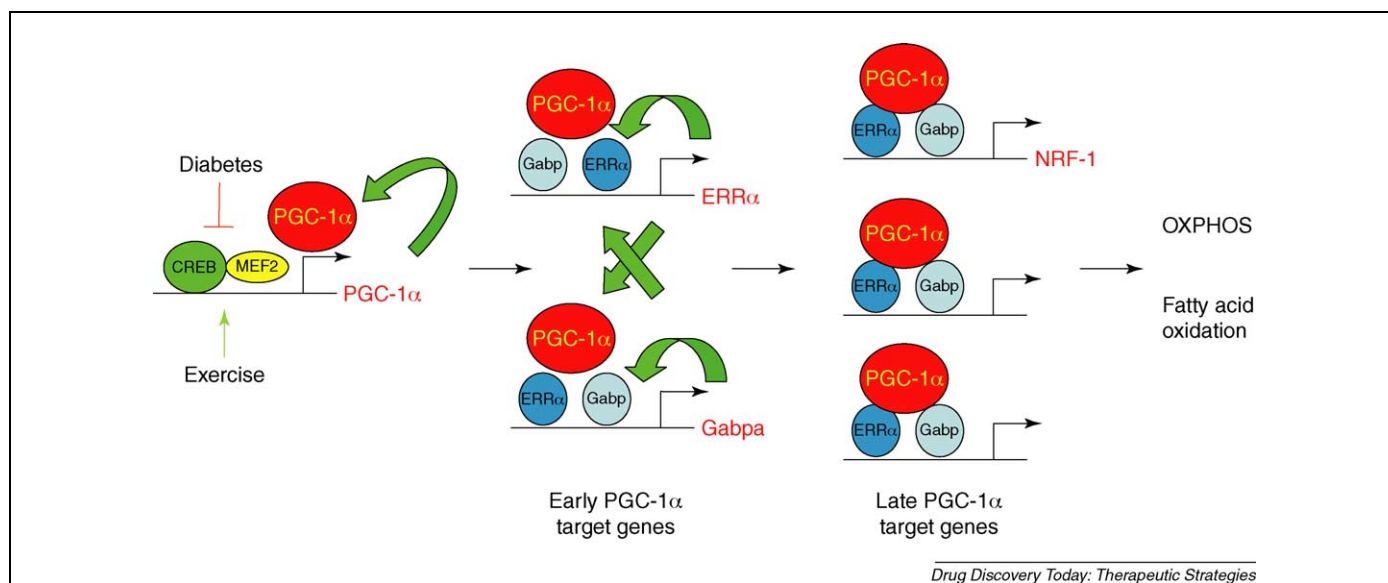 Diabetes
PGC-1α
CREB
MEF2
PGC-1α
Exercise
PGC-1α
Gabp
ERRα
ERRα
PGC-1α
ERRα
Gabp
Gabpa
Early PGC-1α
target genes
PGC-1α
ERRα
Gabp
NRF-1
PGC-1α
ERRα
Gabp
PGC-1α
ERRα
Gabp
Late PGC-1α
target genes
OXPHOS
Fatty acid
oxidation
Drug Discovery Today: Therapeutic Strategies